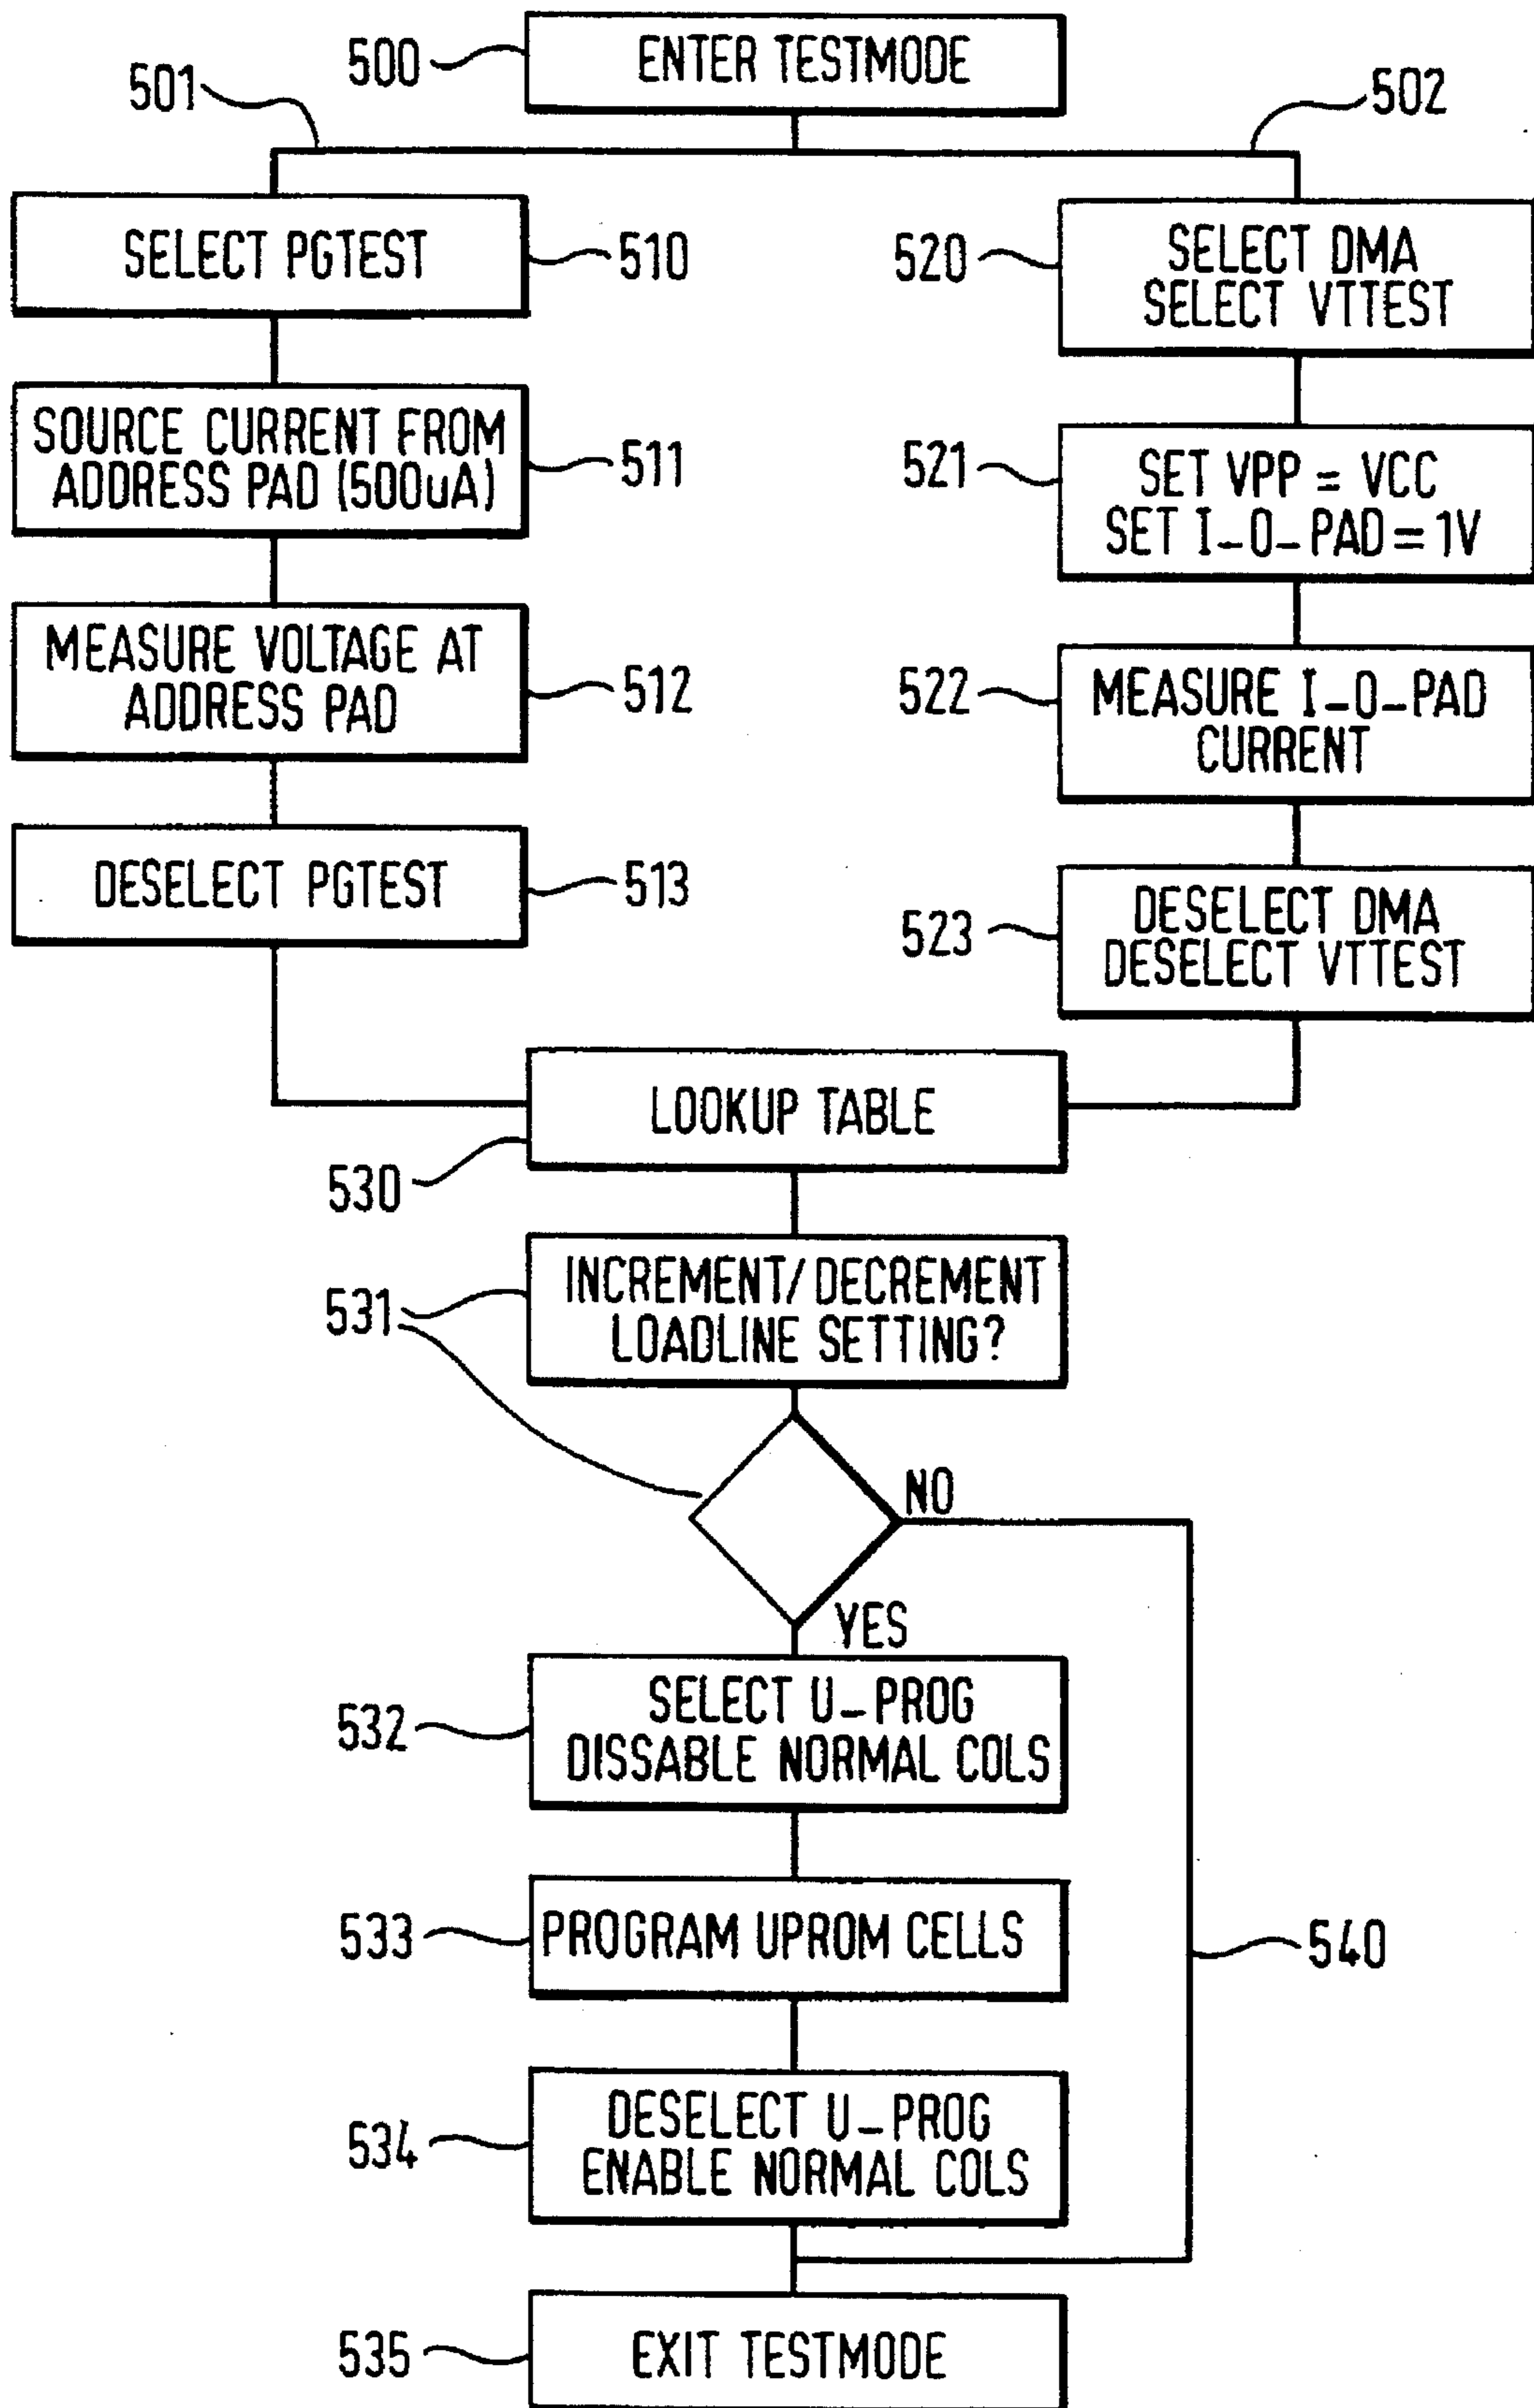 500
ENTER TESTMODE
501
502
SELECT PGTEST
510
520
SELECT DMA
SELECT VTTEST
SOURCE CURRENT FROM
ADDRESS PAD (500uA)
511
521
SET VPP = VCC
SET I-O-PAD = 1V
MEASURE VOLTAGE AT
ADDRESS PAD
512
522
MEASURE I-O-PAD
CURRENT
DESELECT PGTEST
513
523
DESELECT DMA
DESELECT VTTEST
LOOKUP TABLE
530
531
INCREMENT/DECREMENT
LOADLINE SETTING?
NO
YES
532
SELECT U-PROG
DISSABLE NORMAL COLS
533
PROGRAM UPROM CELLS
540
534
DESELECT U-PROG
ENABLE NORMAL COLS
535
EXIT TESTMODE